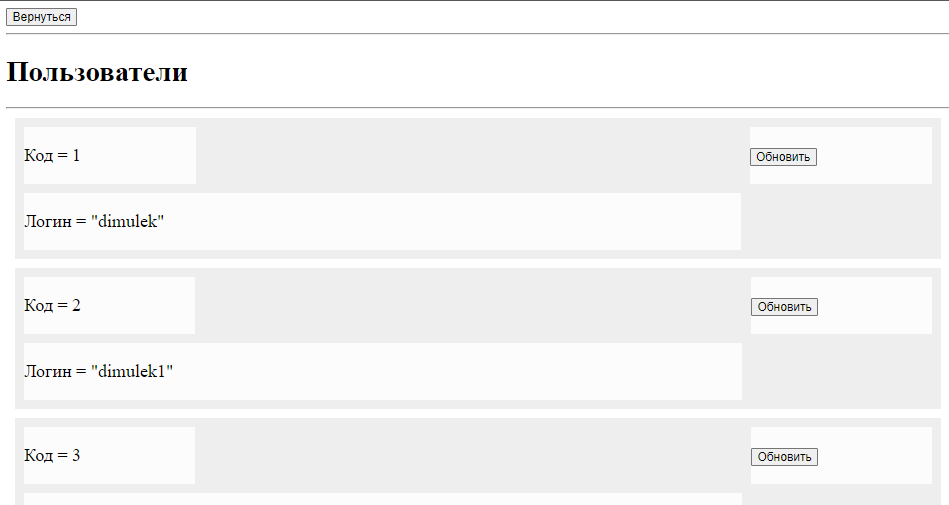 Вернуться
Пользователи
Код = 1
Обновить
Логин = "dimulek"
Код = 2
Обновить
Логин = "dimulek1"
Код = 3
Обновить